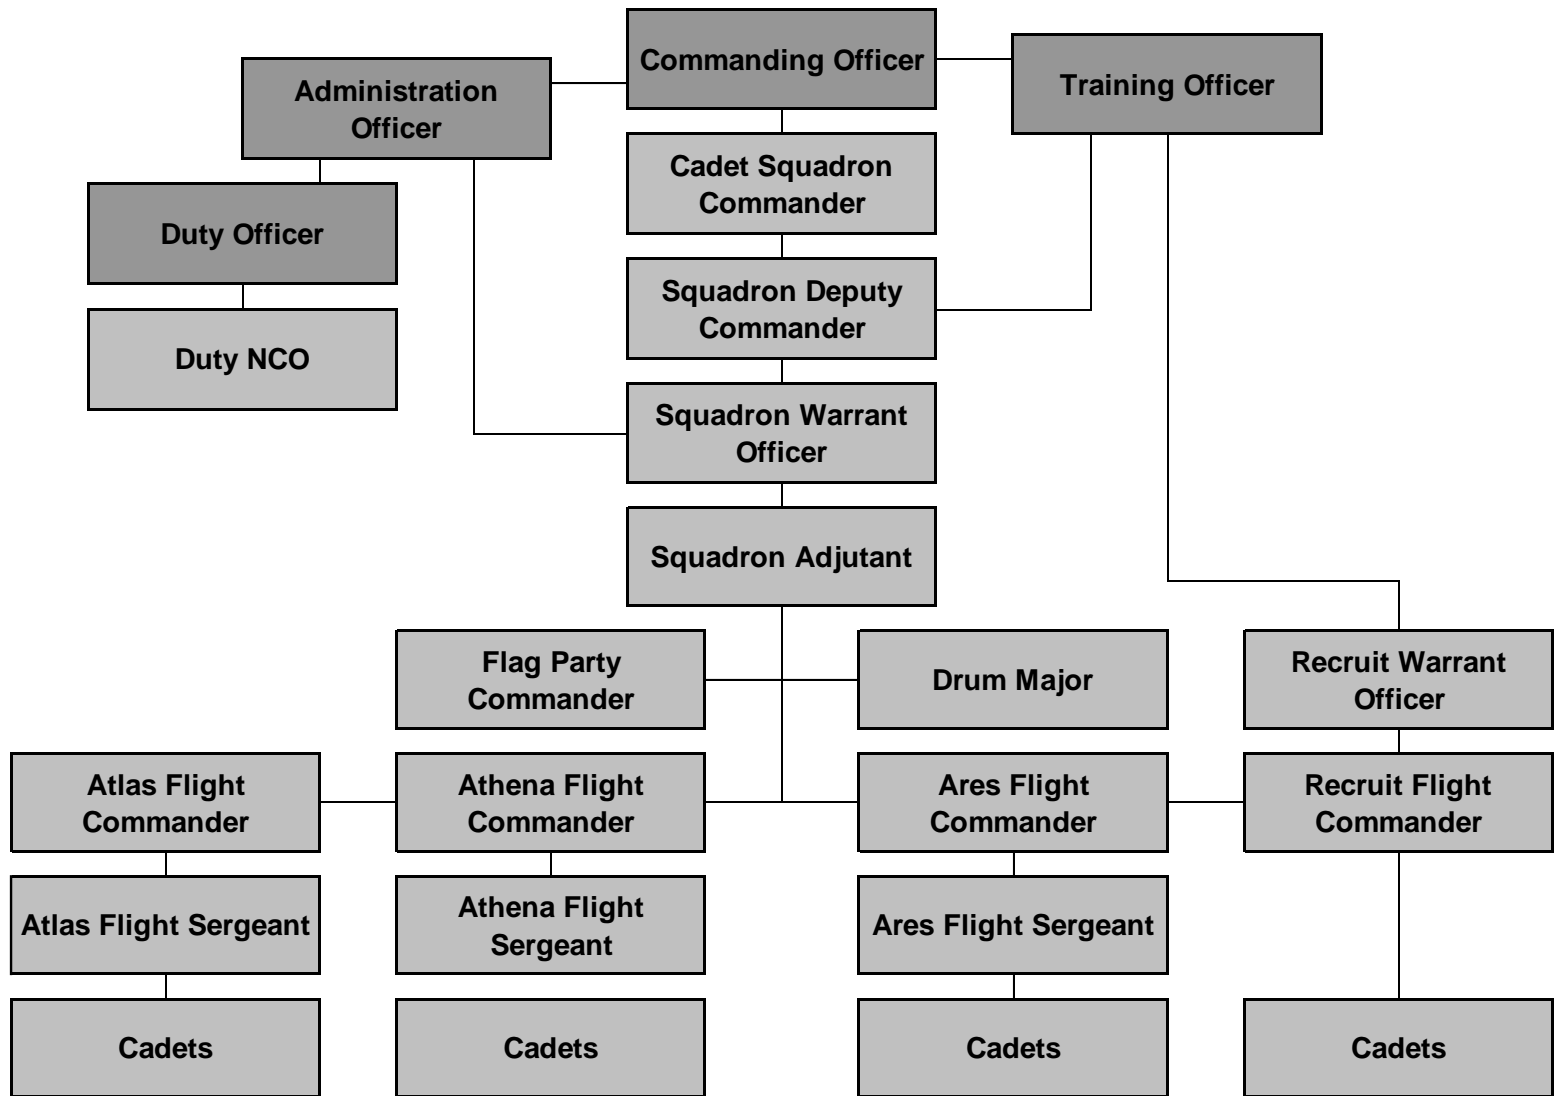 Commanding Officer
Training Officer
Administration
Officer
Cadet Squadron
Commander
Duty Officer
Squadron Deputy
Commander
Duty NCO
Squadron Warrant
Officer
Squadron Adjutant
Flag Party
Commander
Drum Major
Recruit Warrant
Officer
Atlas Flight
Commander
Athena Flight
Commander
Ares Flight
Commander
Recruit Flight
Commander
Atlas Flight Sergeant
Athena Flight
Sergeant
Ares Flight Sergeant
Cadets
Cadets
Cadets
Cadets